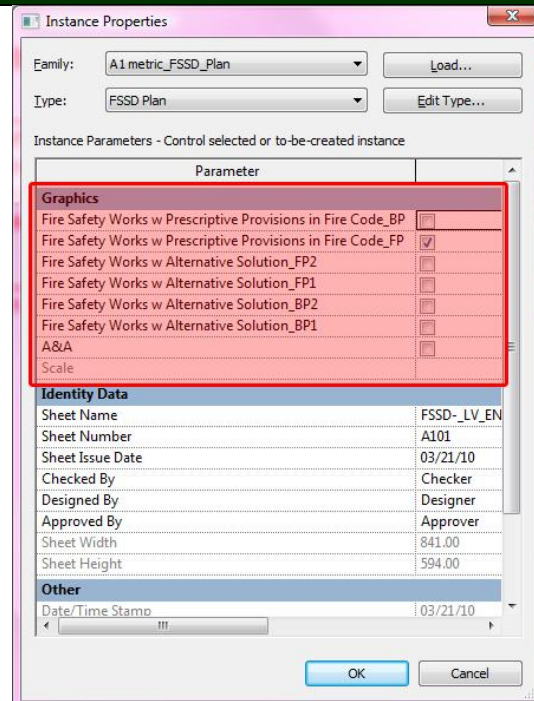 Instance Properties
Family: A1 metric_FSSD_Plan Load...
Type: FSSD Plan Edit Type...
Instance Parameters - Control selected or to-be-created instance
Parameter
Graphics
Fire Safety Works w Prescriptive Provisions in Fire Code_BP
Fire Safety Works w Prescriptive Provisions in Fire Code_FP
Fire Safety Works w Alternative Solution_FP2
Fire Safety Works w Alternative Solution_FP1
Fire Safety Works w Alternative Solution_BP2
Fire Safety Works w Alternative Solution_BP1
A&A
Scale
Identity Data
Sheet Name FSSD-_LV_EN
Sheet Number A101
Sheet Issue Date 03/21/10
Checked By Checker
Designed By Designer
Approved By Approver
Sheet Width 841.00
Sheet Height 594.00
Other
Date/Time Stamp 03/21/10
OK Cancel